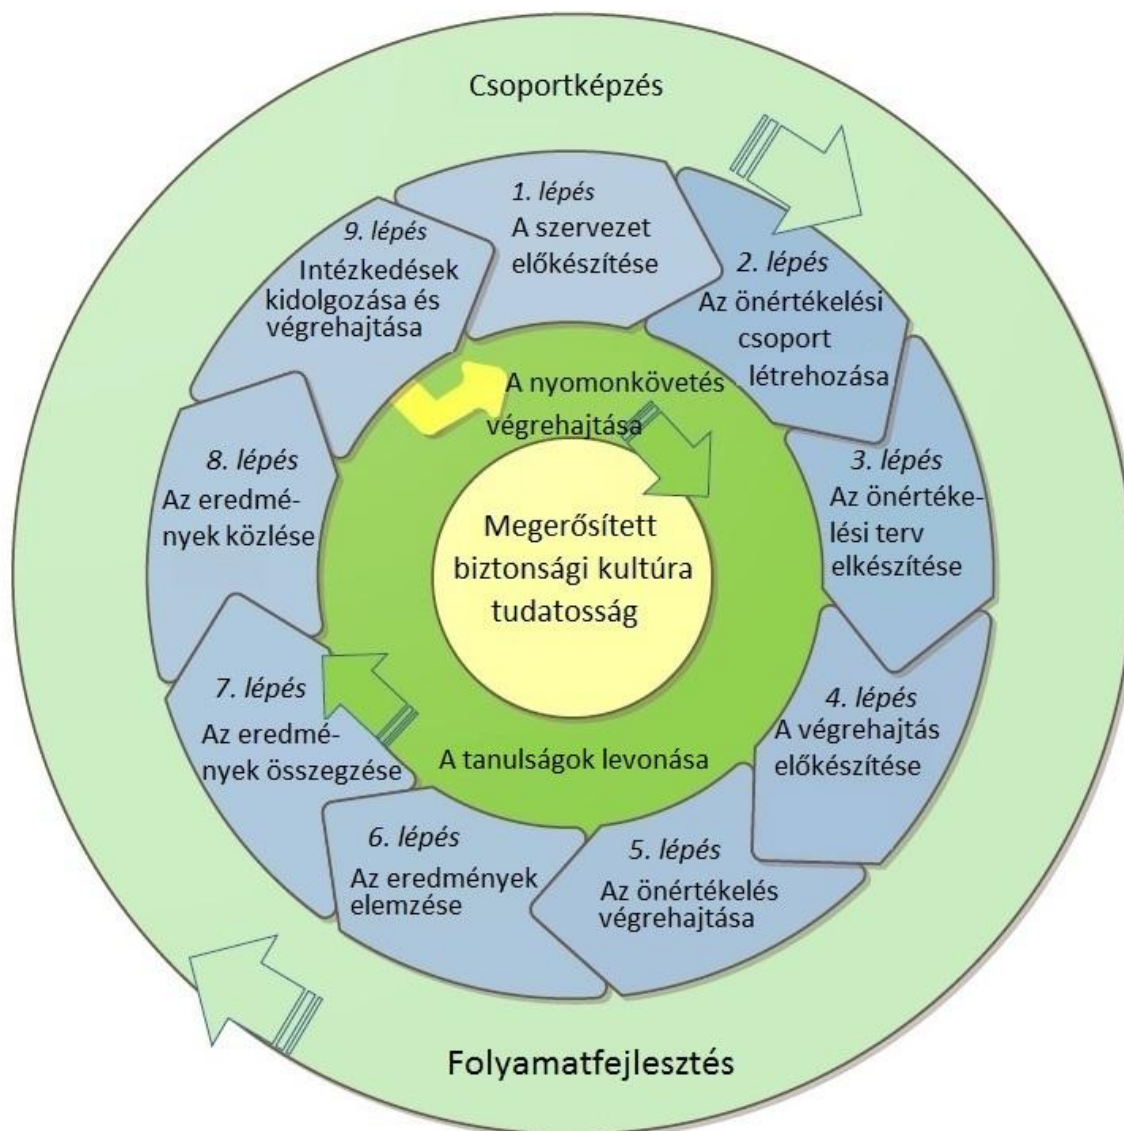 Csoportképzés
1. lépés
A szervezet
előkészítése
2. lépés
Az önértékelési
csoport
létrehozása
3. lépés
Az önértéke-
lési terv
elkészítése
4. lépés
A végrehajtás
előkészítése
5. lépés
Az önértékelés
végrehajtása
6. lépés
Az eredmények
elemzése
7. lépés
Az eredmé-
nyek összegzése
8. lépés
Az eredmé-
nyek közlése
9. lépés
Intézkedések
kidolgozása és
végrehajtása
A nyomonkövetés
végrehajtása
Megerősített
biztonsági kultúra
tudatosság
A tanulságok levonása
Folyamatfejlesztés